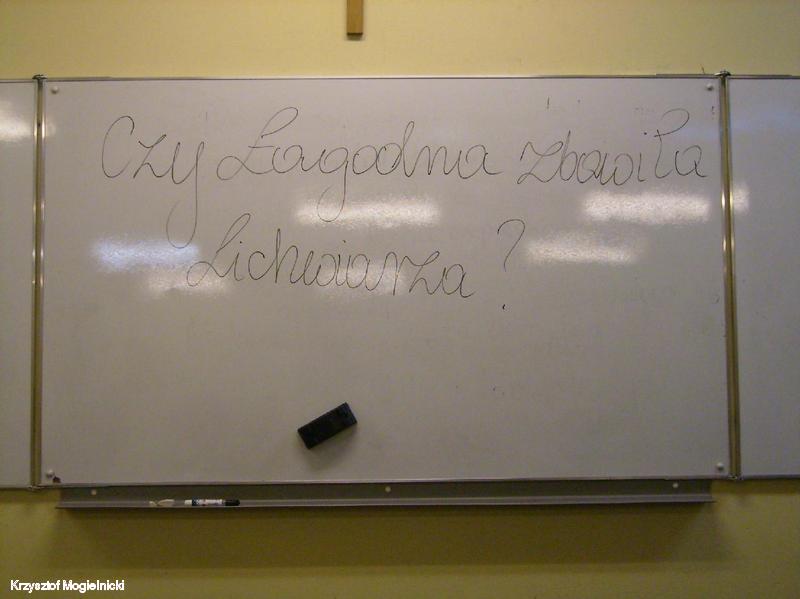 Czy Łagodna zbawiła
Lichwiarza?
Krzysztof Mogielnicki